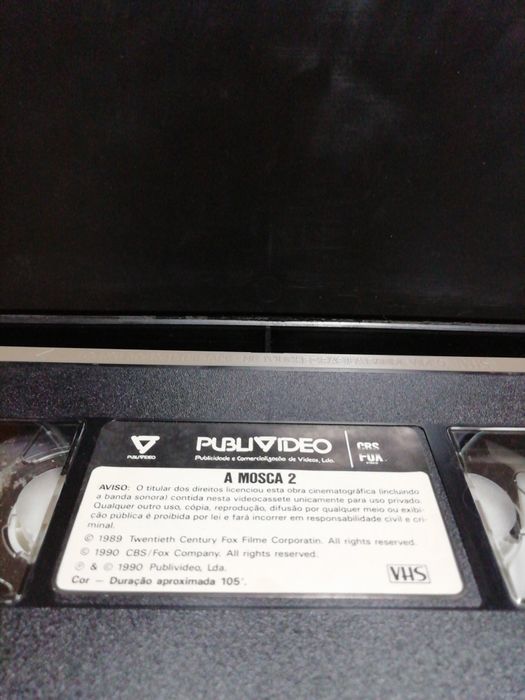 PUBLIVIDEO
PUBLIVIDEO
Publicidade e Comercialização de Vídeos, Lda.
CBS
FOX
VIDEO
A MOSCA 2
AVISO: O titular dos direitos licenciou esta obra cinematográfica (incluindo
a banda sonora) contida nesta videocassete unicamente para uso privado.
Qualquer outro uso, cópia, reprodução, difusão por qualquer meio ou exibi-
ção pública é proibida por lei e fará incorrer em responsabilidade civil e cri-
minal.
© 1989 Twentieth Century Fox Filme Corporatin. All rights reserved.
© 1990 CBS/Fox Company. All rights reserved.
℗ & © 1990 Publivideo, Lda.
Cor — Duração aproximada 105'.
VHS